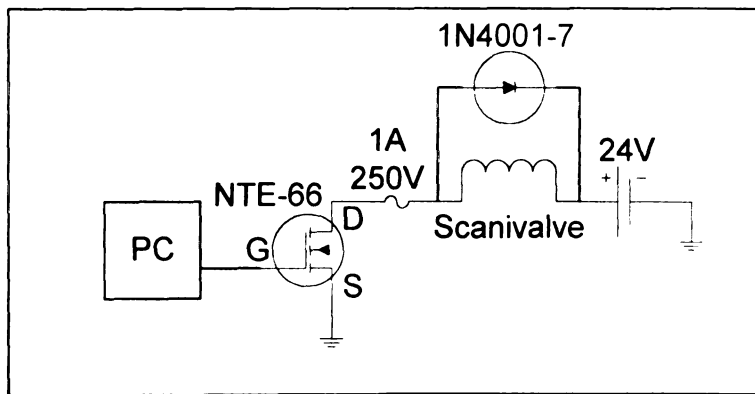 1N4001-7
1A
250V
24V
+ −
NTE-66
D
Scanivalve
PC
G
S